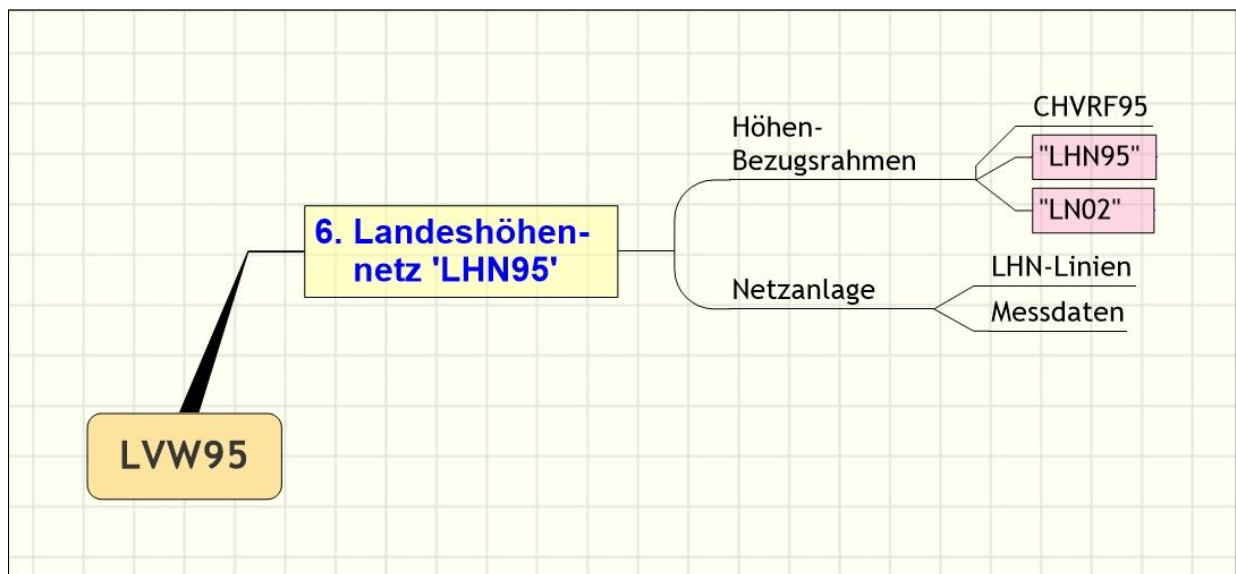 LVW95
6. Landeshöhen-
netz 'LHN95'
Höhen-
Bezugsrahmen
CHVRF95
"LHN95"
"LN02"
Netzanlage
LHN-Linien
Messdaten